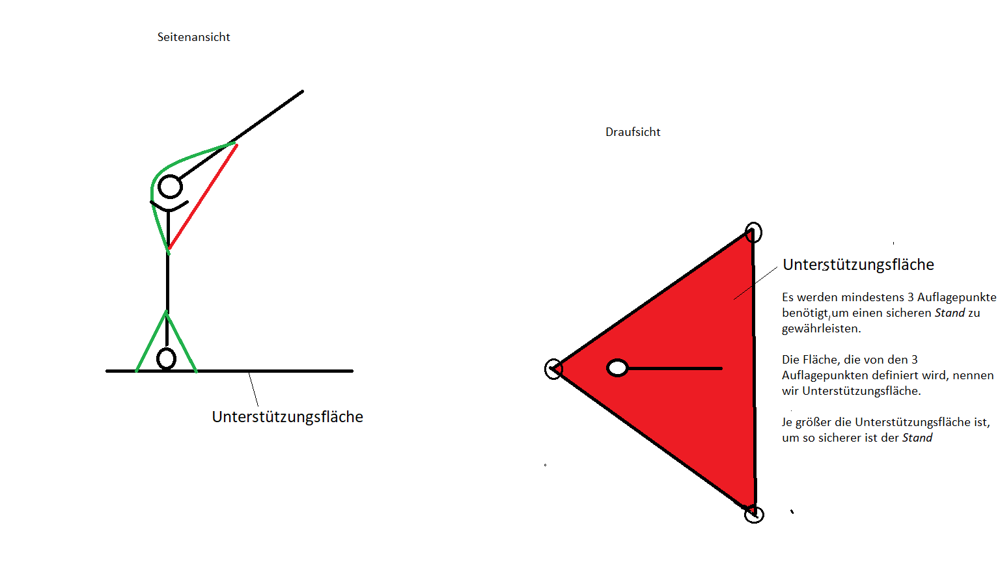 Seitenansicht
Draufsicht
Unterstützungsfläche
Es werden mindestens 3 Auflagepunkte
benötigt,um einen sicheren Stand zu
gewährleisten.
Die Fläche, die von den 3
Auflagepunkten definiert wird, nennen
wir Unterstützungsfläche.
Je größer die Unterstützungsfläche ist,
um so sicherer ist der Stand
Unterstützungsfläche